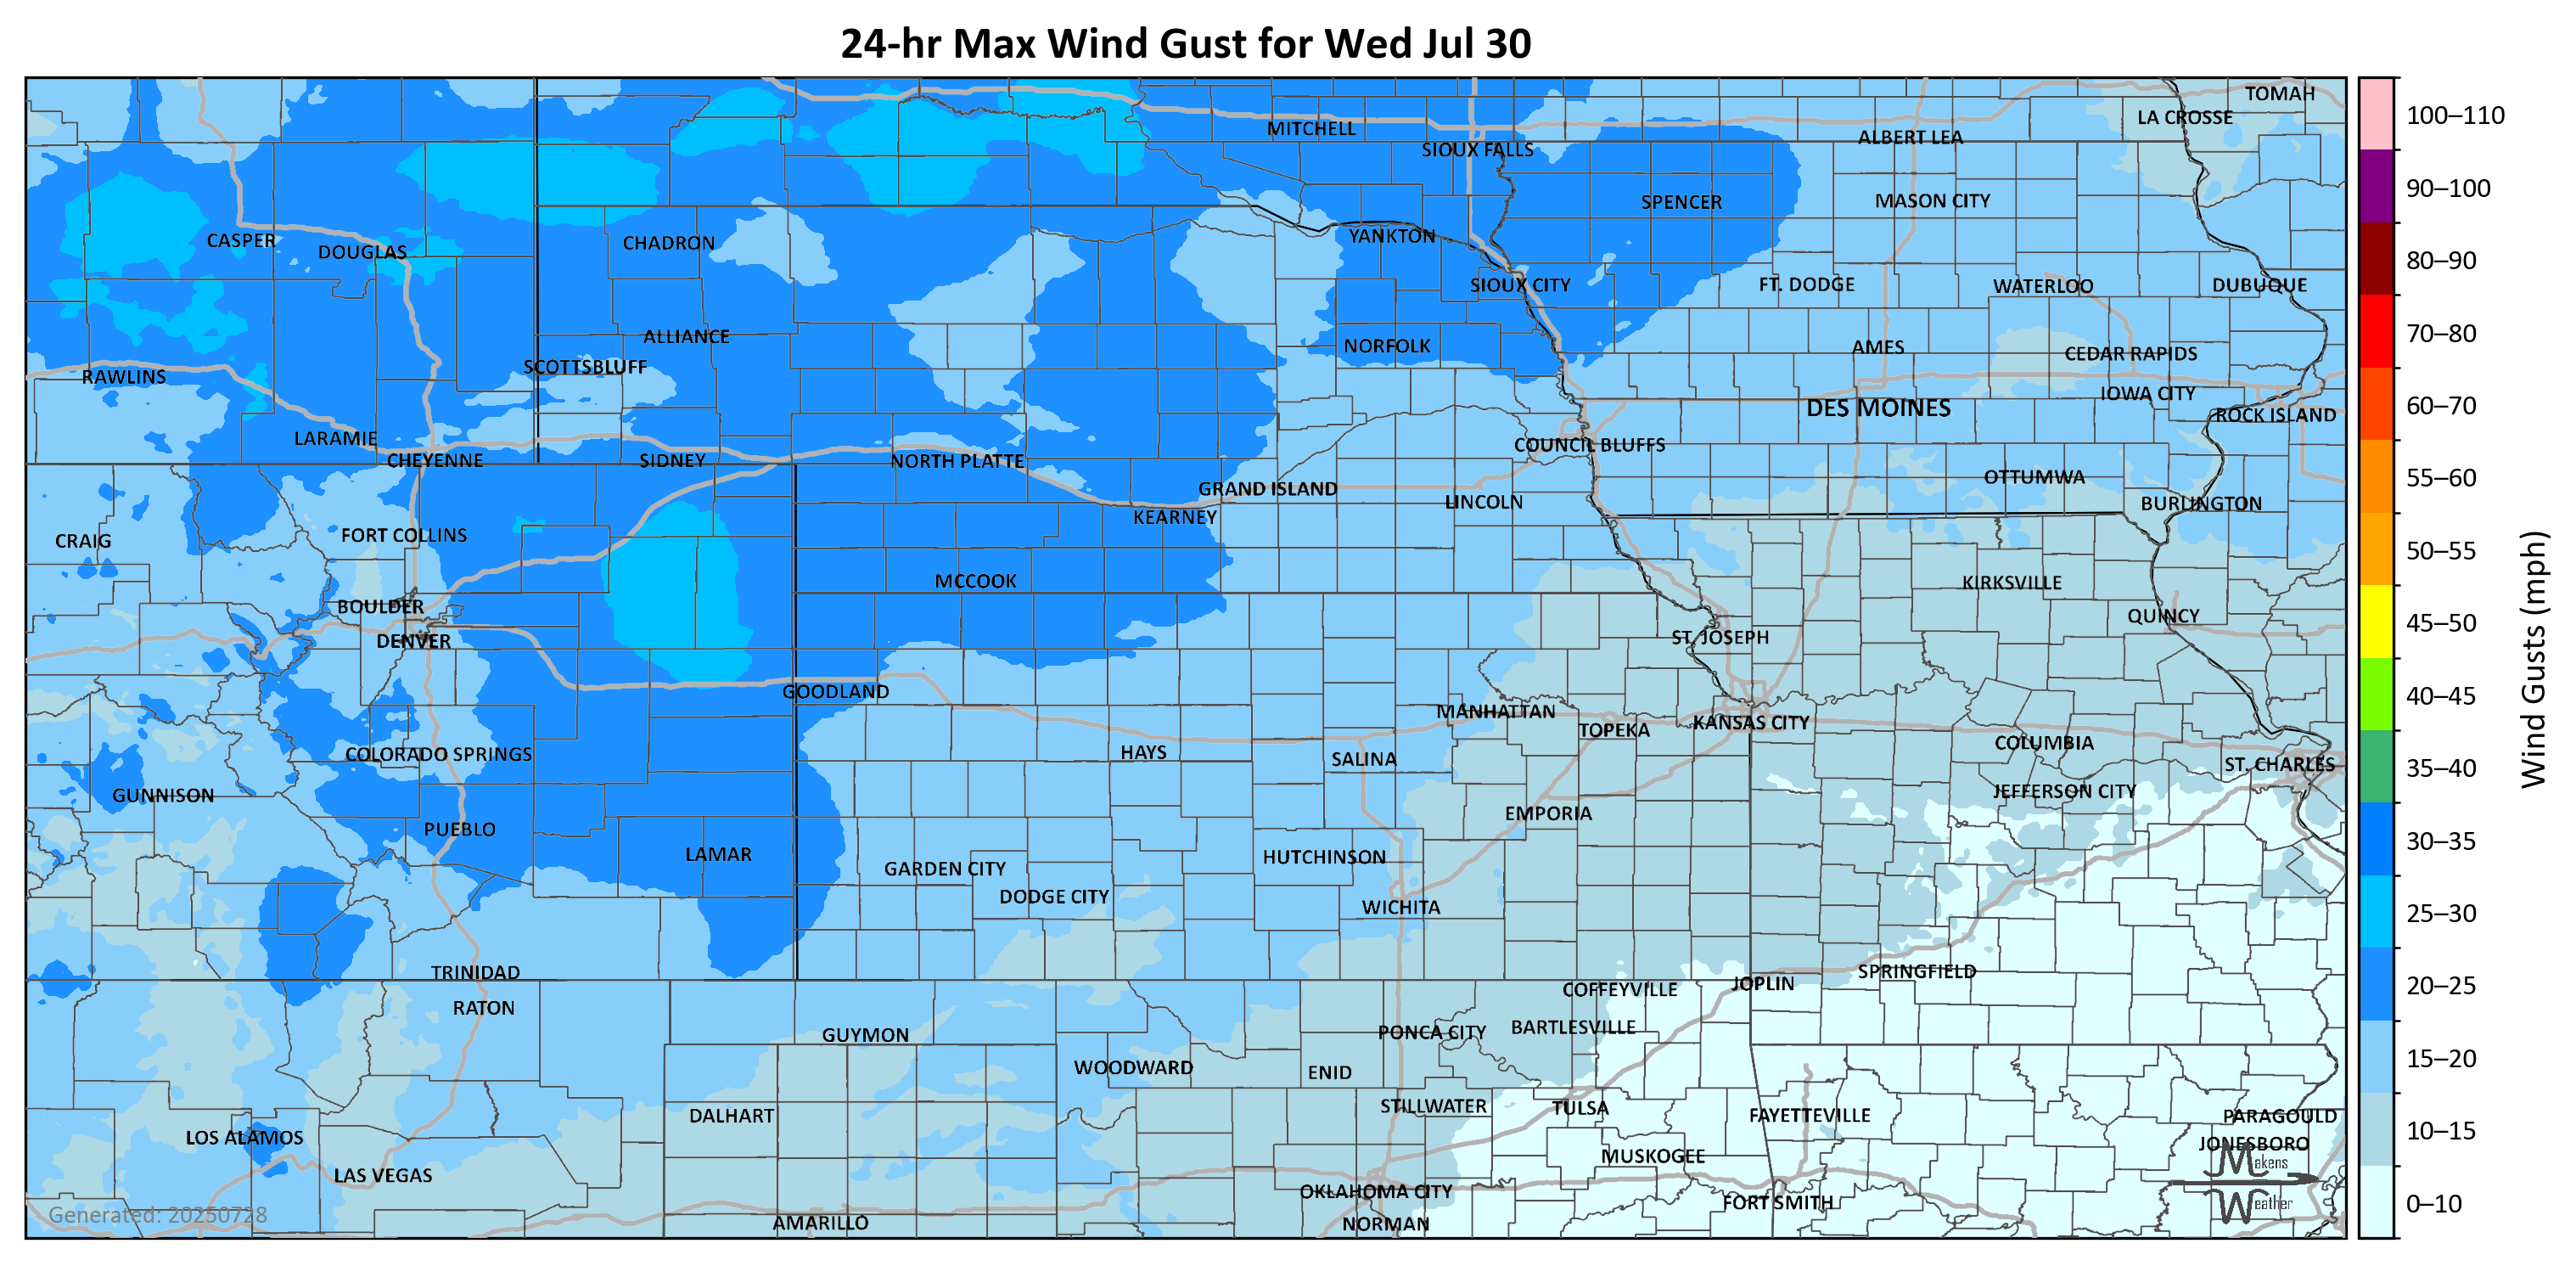 24-hr Max Wind Gust for Wed Jul 30
TOMAH
LA CROSSE
MITCHELL
ALBERT LEA
SIOUX FALLS
SPENCER
MASON CITY
CASPER
DOUGLAS
CHADRON
YANKTON
SIOUX CITY
FT. DODGE
WATERLOO
DUBUQUE
ALLIANCE
NORFOLK
AMES
CEDAR RAPIDS
SCOTTSBLUFF
RAWLINS
IOWA CITY
DES MOINES
ROCK ISLAND
LARAMIE
COUNCIL BLUFFS
CHEYENNE
SIDNEY
NORTH PLATTE
OTTUMWA
GRAND ISLAND
LINCOLN
BURLINGTON
KEARNEY
FORT COLLINS
CRAIG
MCCOOK
KIRKSVILLE
BOULDER
QUINCY
DENVER
ST. JOSEPH
GOODLAND
MANHATTAN
TOPEKA
KANSAS CITY
COLUMBIA
COLORADO SPRINGS
HAYS
SALINA
ST. CHARLES
GUNNISON
JEFFERSON CITY
EMPORIA
PUEBLO
LAMAR
HUTCHINSON
GARDEN CITY
DODGE CITY
WICHITA
TRINIDAD
SPRINGFIELD
JOPLIN
COFFEYVILLE
RATON
GUYMON
PONCA CITY
BARTLESVILLE
WOODWARD
ENID
STILLWATER
TULSA
DALHART
FAYETTEVILLE
PARAGOULD
LOS ALAMOS
JONESBORO
MUSKOGEE
LAS VEGAS
OKLAHOMA CITY
FORT SMITH
AMARILLO
NORMAN
Generated: 20250728
Makens
Weather
100–110
90–100
80–90
70–80
60–70
55–60
50–55
45–50
40–45
35–40
30–35
25–30
20–25
15–20
10–15
0–10
Wind Gusts (mph)